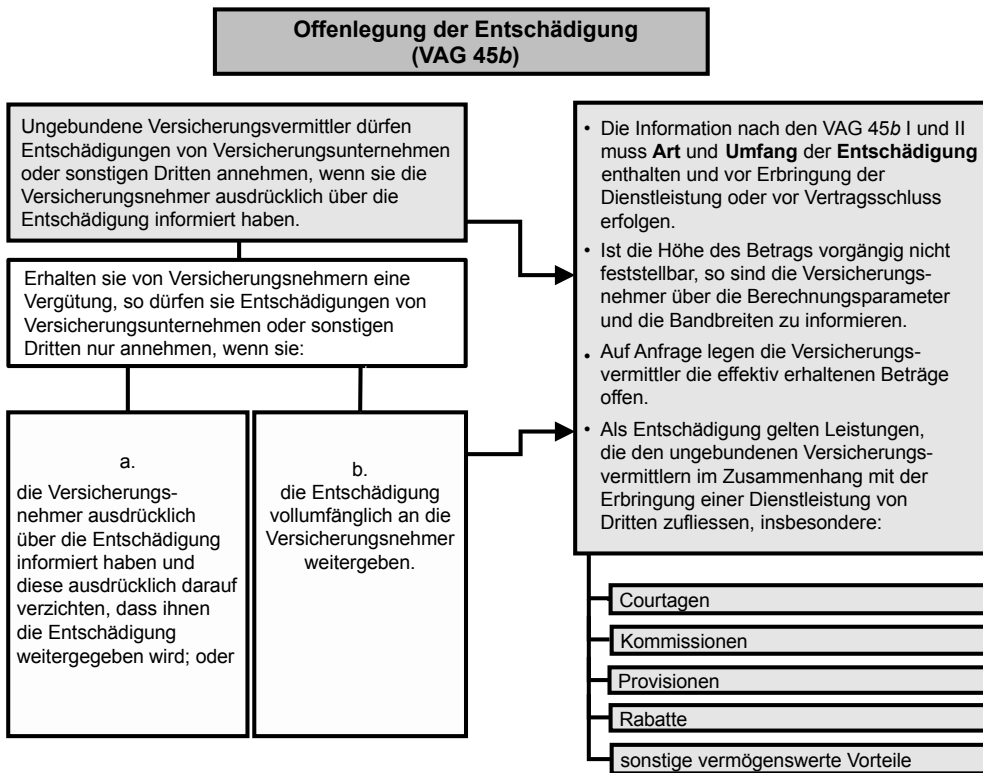 Offenlegung der Entschädigung
(VAG 45b)
Ungebundene Versicherungsvermittler dürfen
Entschädigungen von Versicherungsunternehmen
oder sonstigen Dritten annehmen, wenn sie die
Versicherungsnehmer ausdrücklich über die
Entschädigung informiert haben.
Erhalten sie von Versicherungsnehmern eine
Vergütung, so dürfen sie Entschädigungen von
Versicherungsunternehmen oder sonstigen
Dritten nur annehmen, wenn sie:
a.
die Versicherungs-
nehmer ausdrücklich
über die Entschädigung
informiert haben und
diese ausdrücklich darauf
verzichten, dass ihnen
die Entschädigung
weitergegeben wird; oder
b.
die Entschädigung
vollumfänglich an die
Versicherungsnehmer
weitergeben.
• Die Information nach den VAG 45b I und II
muss Art und Umfang der Entschädigung
enthalten und vor Erbringung der
Dienstleistung oder vor Vertragsschluss
erfolgen.
• Ist die Höhe des Betrags vorgängig nicht
feststellbar, so sind die Versicherungs-
nehmer über die Berechnungsparameter
und die Bandbreiten zu informieren.
• Auf Anfrage legen die Versicherungs-
vermittler die effektiv erhaltenen Beträge
offen.
• Als Entschädigung gelten Leistungen,
die den ungebundenen Versicherungs-
vermittlern im Zusammenhang mit der
Erbringung einer Dienstleistung von
Dritten zufliessen, insbesondere:
Courtagen
Kommissionen
Provisionen
Rabatte
sonstige vermögenswerte Vorteile